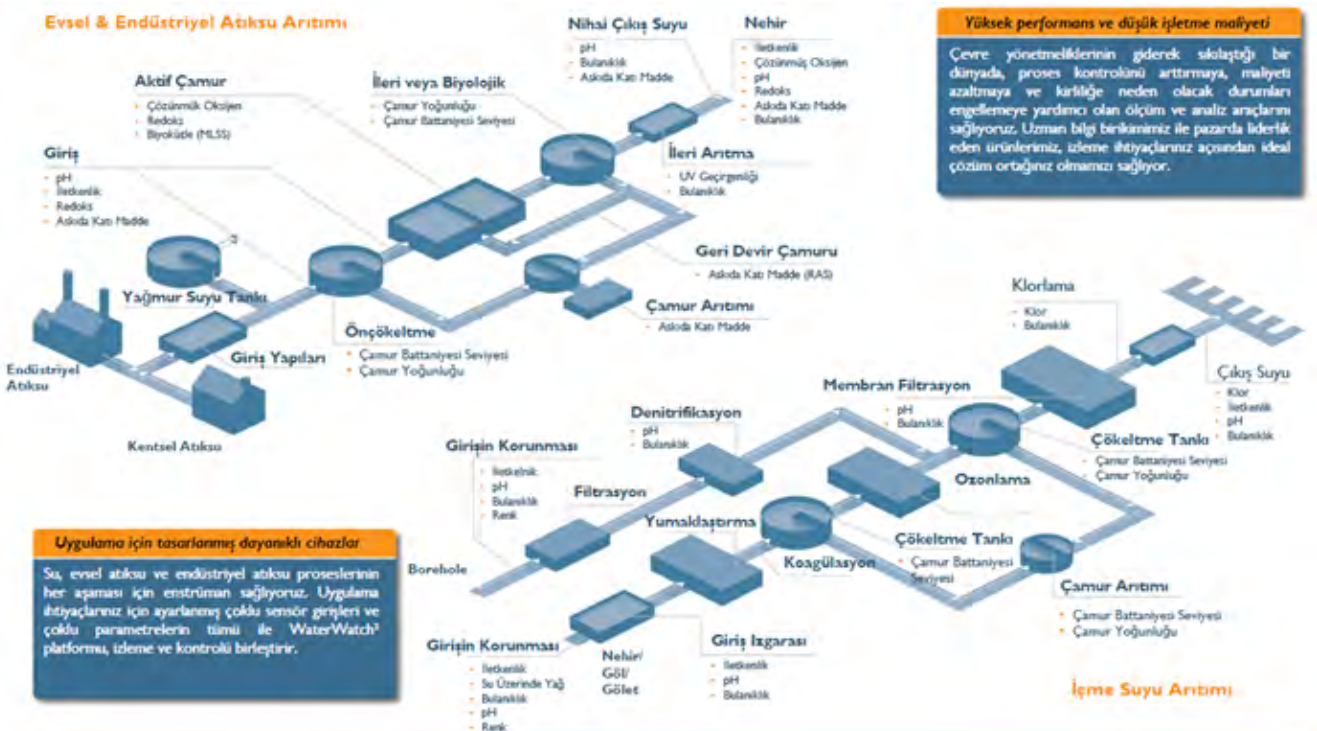 Evsel & Endüstriyel Atıksu Arıtımı
Nihai Çıkış Suyu
- pH
- Bulanıklık
- Askıda Katı Madde
Nehir
- İletkenlik
- Çözünmüş Oksijen
- pH
- Redoks
- Askıda Katı Madde
- Bulanıklık
Aktif Çamur
- Çözünmük Oksijen
- Redoks
- Biyokütle (MLSS)
İleri veya Biyolojik
- Çamur Yoğunluğu
- Çamur Battaniyesi Seviyesi
Giriş
- pH
- İletkenlik
- Redoks
- Askıda Katı Madde
İleri Arıtma
- UV Geçirgenliği
- Bulanıklık
Geri Devir Çamuru
- Askıda Katı Madde (RAS)
Çamur Arıtımı
- Askıda Katı Madde
Yağmur Suyu Tankı
Önçökeltme
• Çamur Battaniyesi Seviyesi
• Çamur Yoğunluğu
Giriş Yapıları
Endüstriyel
Atıksu
Kentsel Atıksu
Yüksek performans ve düşük işletme maliyeti
Çevre yönetmeliklerinin giderek sıkılaştığı bir
dünyada, proses kontrolünü arttırmaya, maliyeti
azaltmaya ve kirliliğe neden olacak durumları
engellemeye yardımcı olan ölçüm ve analiz araçlarını
sağlıyoruz. Uzman bilgi birikimimiz ile pazarda liderlik
eden ürünlerimiz, izleme ihtiyaçlarınız açısından ideal
çözüm ortağınız olmamızı sağlıyor.
Klorlama
- Klor
- Bulanıklık
Çıkış Suyu
- Klor
- İletkenlik
- pH
- Bulanıklık
Membran Filtrasyon
- pH
- Bulanıklık
Denitrifikasyon
- pH
- Bulanıklık
Çökeltme Tankı
• Çamur Battaniyesi Seviyesi
• Çamur Yoğunluğu
Girişin Korunması
- İletkelnik
- pH
- Bulanıklık
- Renk
Filtrasyon
Ozonlama
Yumaklaştırma
Çökeltme Tankı
• Çamur Battaniyesi
Seviyesi
Koagülasyon
Borehole
Çamur Arıtımı
• Çamur Battaniyesi Seviyesi
• Çamur Yoğunluğu
Girişin Korunması
- İletkenlik
- Su Üzerinde Yağ
- Bulanıklık
- pH
- Renk
Nehir/
Göl/
Gölet
Giriş Izgarası
- İletkenlik
- pH
- Bulanıklık
İçme Suyu Arıtımı
Uygulama için tasarlanmış dayanıklı cihazlar
Su, evsel atıksu ve endüstriyel atıksu proseslerinin
her aşaması için enstrüman sağlıyoruz. Uygulama
ihtiyaçlarınız için ayarlanmış çoklu sensör girişleri ve
çoklu parametrelerin tümü ile WaterWatch²
platformu, izleme ve kontrolü birleştirir.